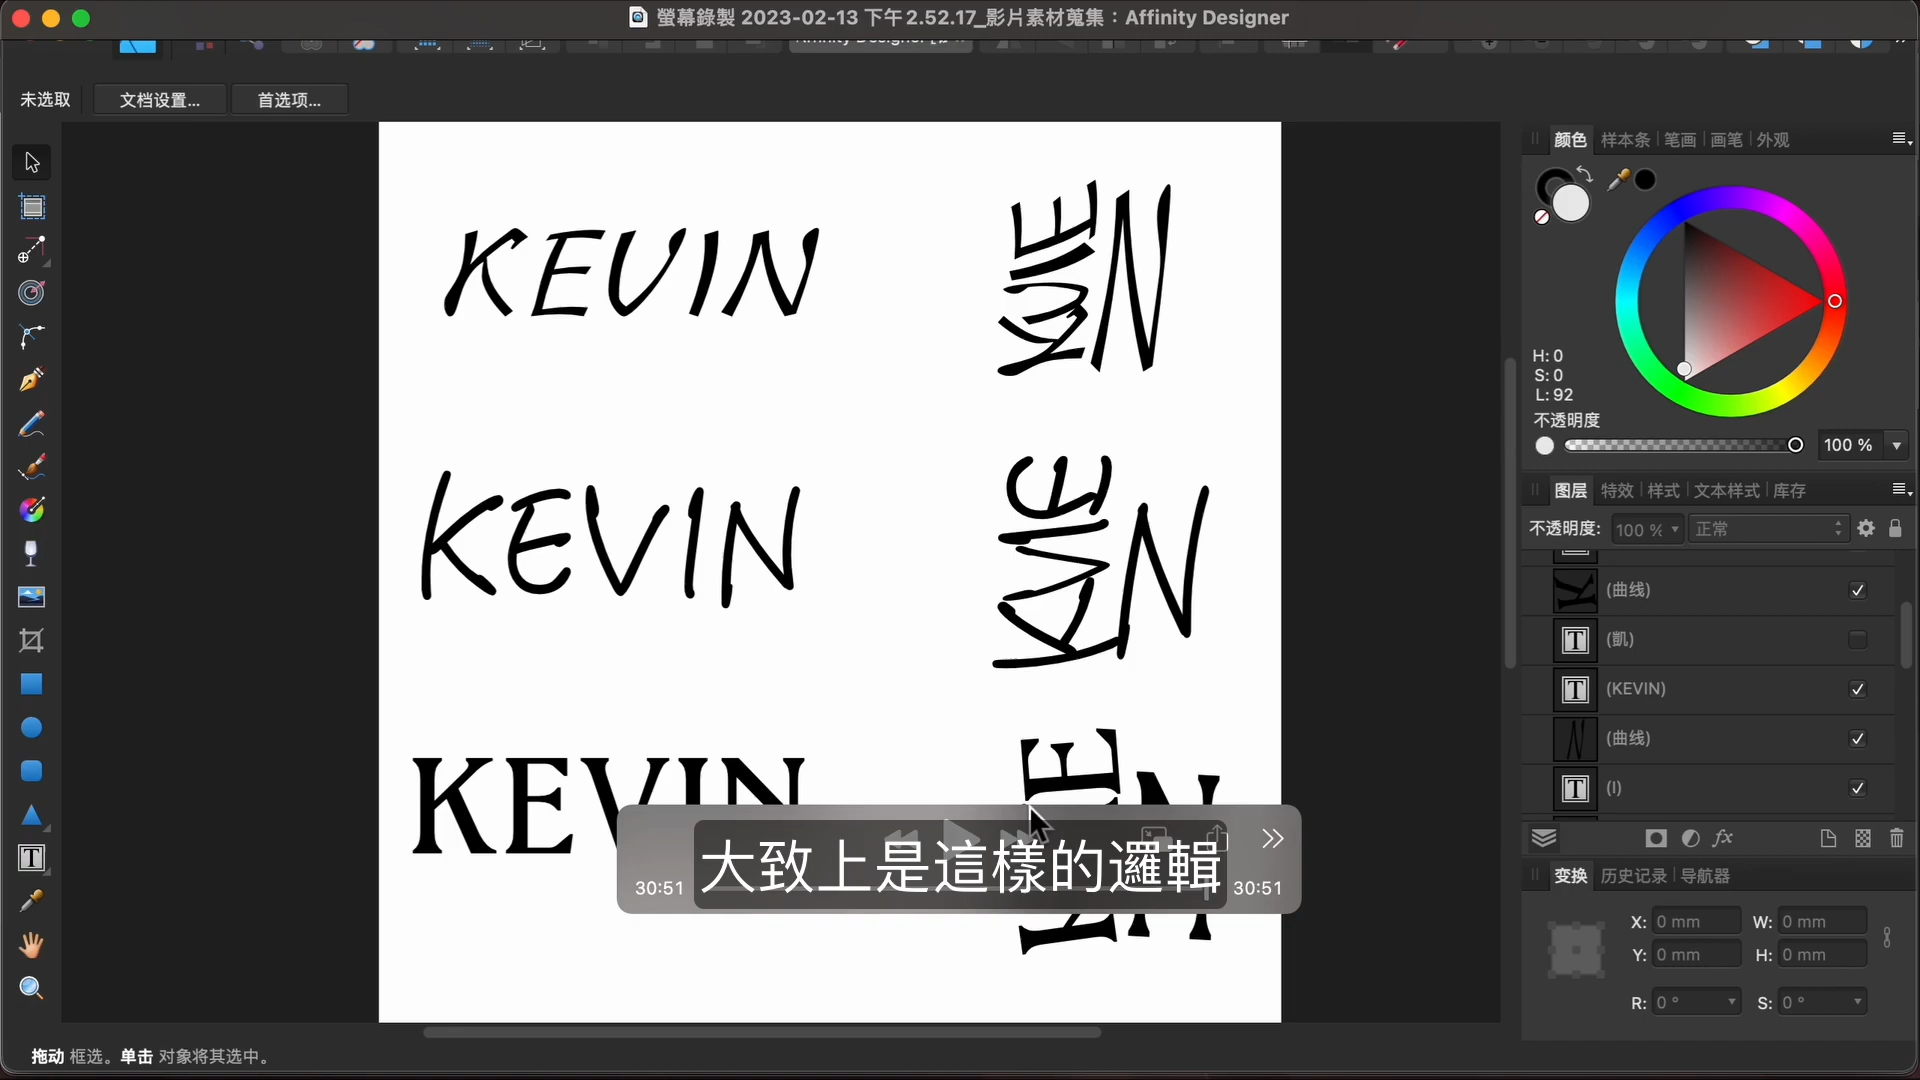 螢幕錄製 2023-02-13 下午2.52.17_影片素材蒐集：Affinity Designer
未选取 文档设置... 首选项...
颜色 样本条 笔画 画笔 外观
H: 0
S: 0
L: 92
不透明度
100 %
图层 特效 样式 文本样式 库存
不透明度: 100 % 正常
(曲线)
(凱)
(KEVIN)
(曲线)
(I)
fx
变换 历史记录 导航器
X: 0 mm W: 0 mm
Y: 0 mm H: 0 mm
R: 0 ° S: 0 °
KEVIN
KEVIN
KEVIN
KEVIN
KEVIN
大致上是這樣的邏輯
30:51 30:51
拖动 框选。单击 对象将其选中。